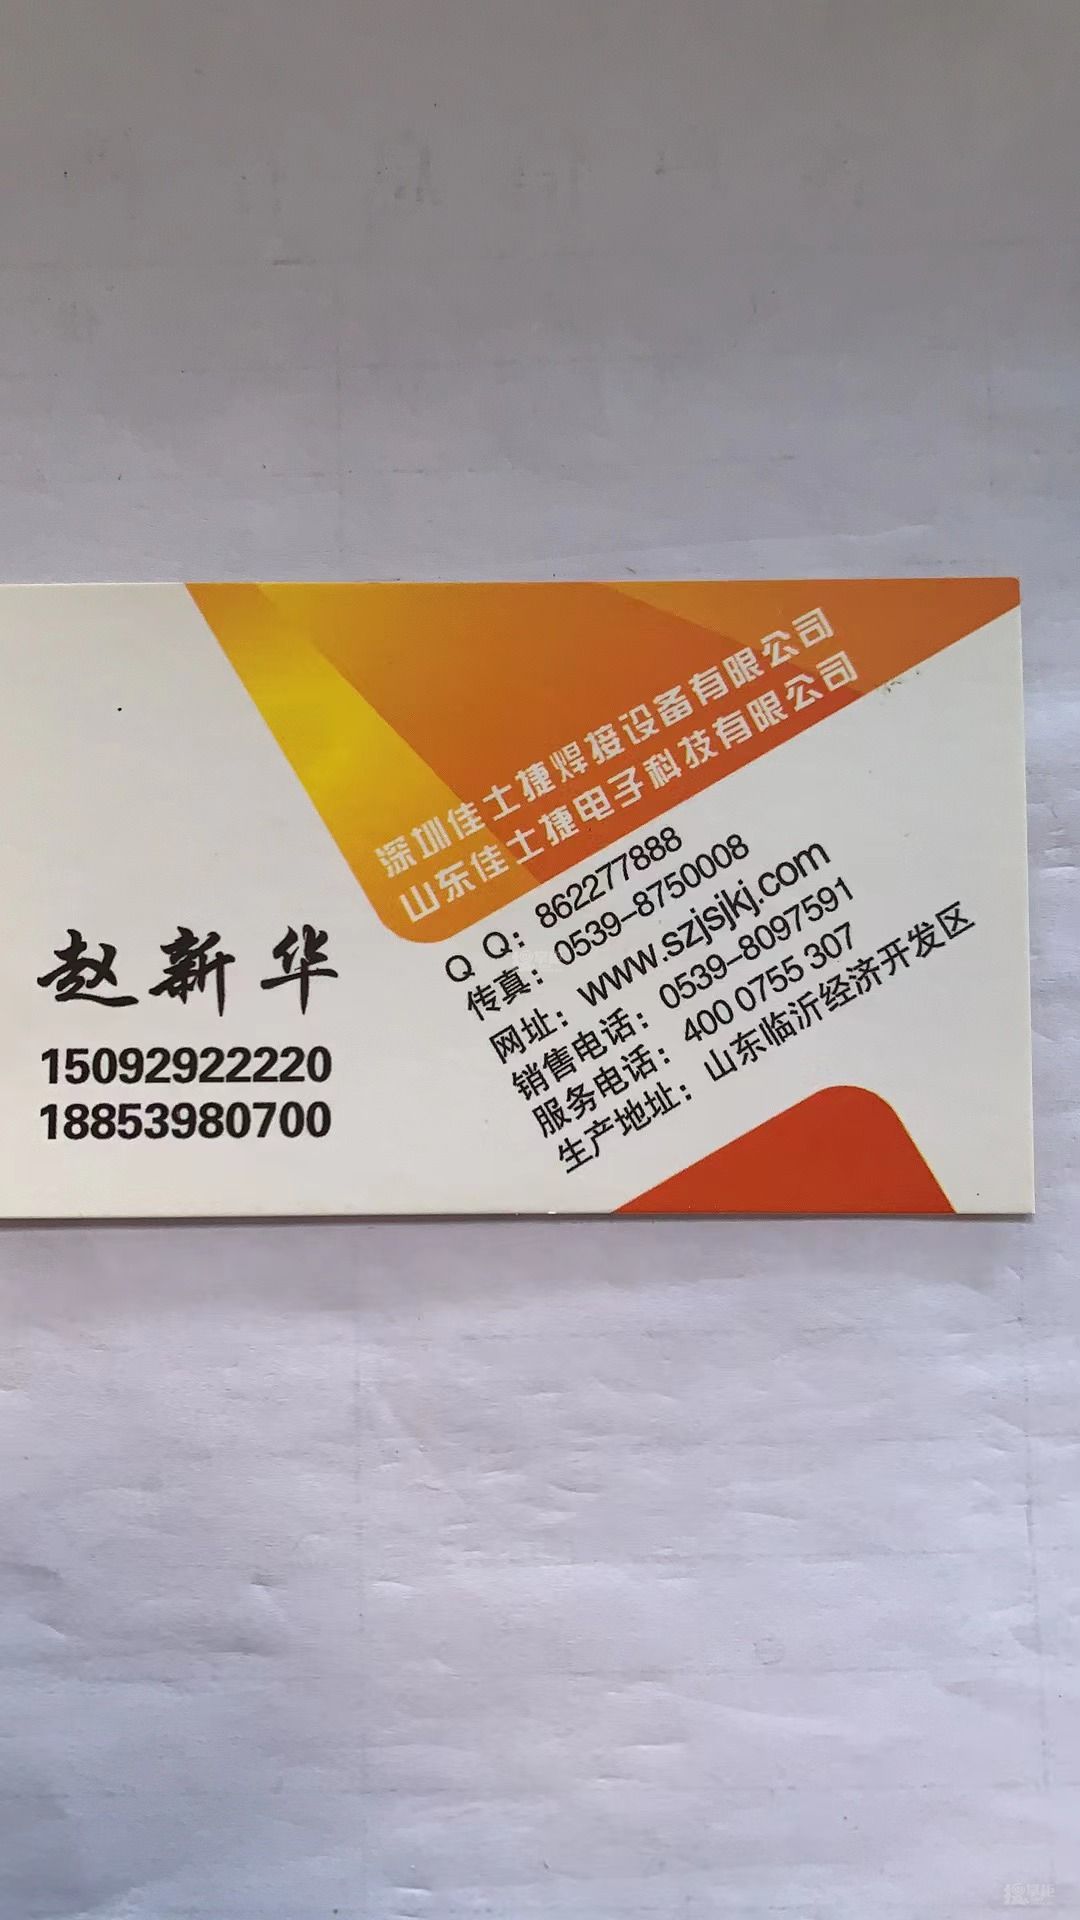 深圳佳士捷焊接设备有限公司
山东佳士捷电子科技有限公司
Q Q：862277888
传真：0539-8750008
网址：www.szjsjkj.com
销售电话：0539-8097591
服务电话：400 0755 307
生产地址：山东临沂经济开发区
赵新华
15092922220
18853980700